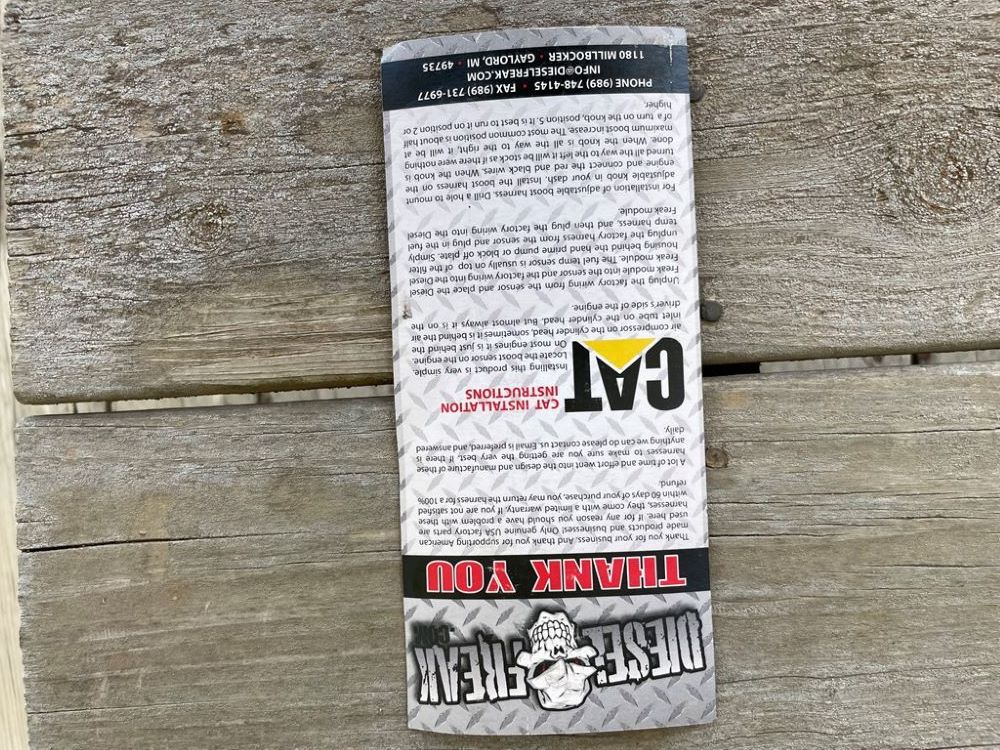 DIESEL FREAK
.COM
THANK YOU
Thank you for your business. And thank you for supporting American
made products and businesses! Only genuine USA factory parts are
used here. If for any reason you should have a problem with these
harnesses, they come with a limited warranty. If you are not satisfied
within 60 days of your purchase, you may return the harness for a 100%
refund.
A lot of time and effort went into the design and manufacture of these
harnesses to make sure you are getting the very best. If there is
anything we can do please contact us. Email is preferred, and answered
daily.
CAT
CAT INSTALLATION
INSTRUCTIONS
Installing this product is very simple.
Locate the boost sensor on the engine.
On most engines it is just behind the
air compressor on the cylinder head, sometimes it is behind the air
inlet tube on the cylinder head. But almost always it is on the
driver's side of the engine.
Unplug the factory wiring from the sensor and place the Diesel
Freak module into the sensor and the factory wiring into the Diesel
Freak module. The fuel temp sensor is usually on top of the filter
housing behind the hand prime pump or block off plate. Simply
unplug the factory harness from the sensor and plug in the fuel
temp harness, and then plug the factory wiring into the Diesel
Freak module.
For installation of adjustable boost harness. Drill a hole to mount
adjustable knob in your dash. Install the boost harness on the
engine and connect the red and black wires. When the knob is
turned all the way to the left it will be stock as if there were nothing
done. When the knob is all the way to the right, it will be at
maximum boost increase. The most common position is about half
of a turn on the knob, position 5. It is best to run it on position 2 or
higher.
PHONE (989) 748-4145 • FAX (989) 731-6977
INFO@DIESELFREAK.COM
1180 MILLBOCKER • GAYLORD, MI • 49735